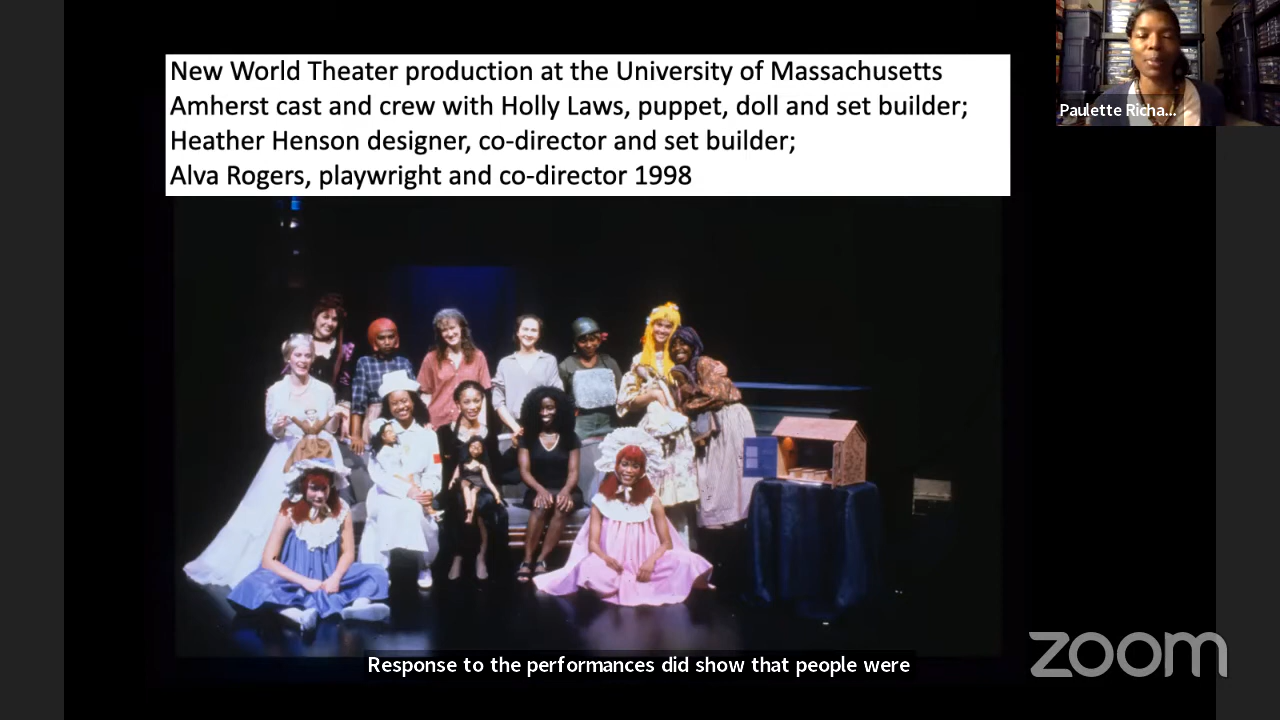 New World Theater production at the University of Massachusetts
Amherst cast and crew with Holly Laws, puppet, doll and set builder;
Heather Henson designer, co-director and set builder;
Alva Rogers, playwright and co-director 1998
Paulette Richa...
Response to the performances did show that people were
zoom